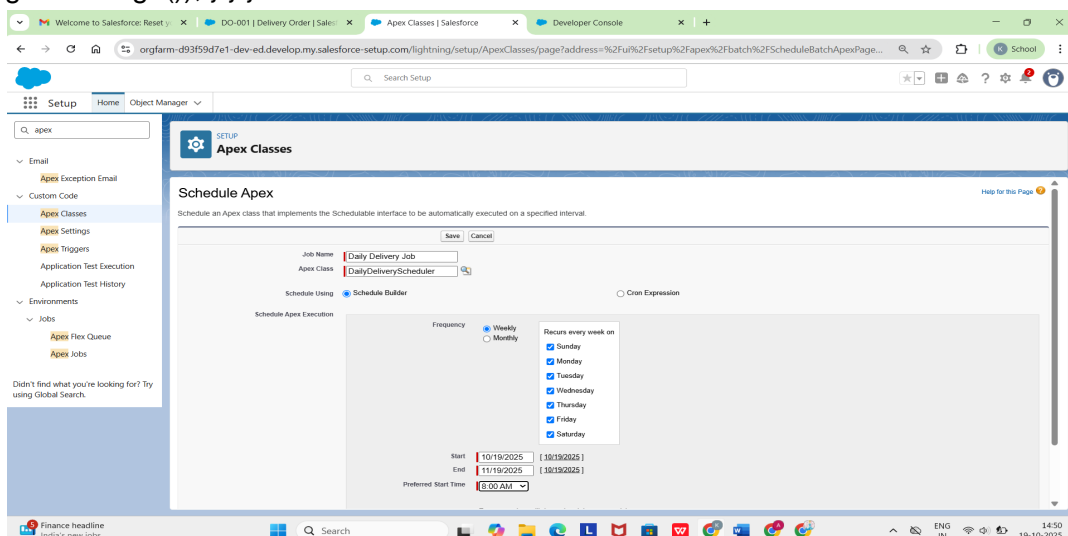 Welcome to Salesforce: Reset y
DO-001 | Delivery Order | Sales
Apex Classes | Salesforce
Developer Console
orgfarm-d93f59d7e1-dev-ed.develop.my.salesforce-setup.com/lightning/setup/ApexClasses/page?address=%2Fui%2Fsetup%2Fapex%2Fbatch%2FScheduleBatchApexPage...
K School
Search Setup
2
Setup Home Object Manager
apex
SETUP
Apex Classes
Email
Apex Exception Email
Custom Code
Apex Classes
Apex Settings
Apex Triggers
Application Test Execution
Application Test History
Environments
Jobs
Apex Flex Queue
Apex Jobs
Didn't find what you're looking for? Try
using Global Search.
Schedule Apex
Help for this Page
Schedule an Apex class that implements the Schedulable interface to be automatically executed on a specified interval.
Save Cancel
Job Name Daily Delivery Job
Apex Class DailyDeliveryScheduler
Schedule Using Schedule Builder Cron Expression
Schedule Apex Execution
Frequency Weekly
Monthly
Recurs every week on
Sunday
Monday
Tuesday
Wednesday
Thursday
Friday
Saturday
Start 10/19/2025 [ 10/19/2025 ]
End 11/19/2025 [ 10/19/2025 ]
Preferred Start Time 8:00 AM
5 Finance headline
India's new jobs
Search
ENG
IN
14:50
19-10-2025